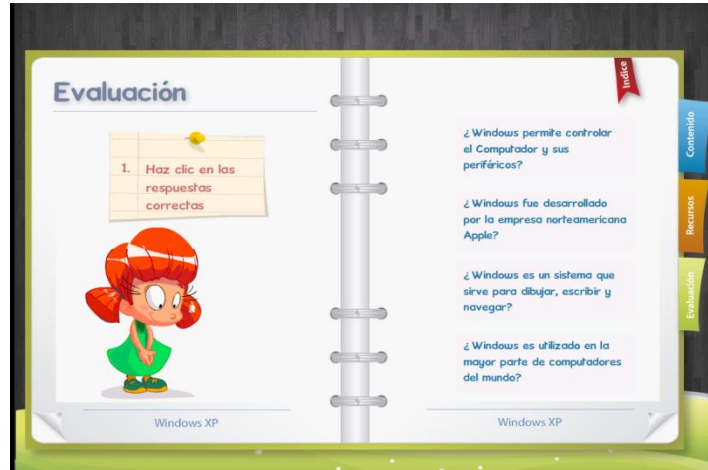 Evaluación
1. Haz clic en las
respuestas
correctas
Windows XP
Indice
¿Windows permite controlar
el Computador y sus
periféricos?
¿Windows fue desarrollado
por la empresa norteamericana
Apple?
¿Windows es un sistema que
sirve para dibujar, escribir y
navegar?
¿Windows es utilizado en la
mayor parte de computadores
del mundo?
Windows XP
Contenido
Recursos
Evaluación